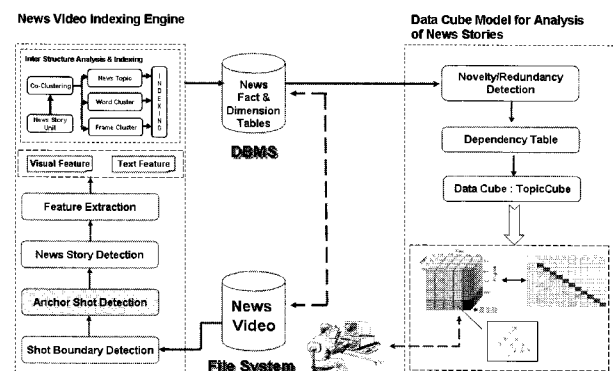 News Video Indexing Engine
Inter Structure Analysis & Indexing
Co-Clustering
News Story
Unit
News Topic
Word Cluster
Frame Cluster
INDEXING
Visual Feature
Text Feature
Feature Extraction
News Story Detection
Anchor Shot Detection
Shot Boundary Detection
News
Fact &
Dimension
Tables
DBMS
News
Video
File System
Data Cube Model for Analysis
of News Stories
Novelty/Redundancy
Detection
Dependency Table
Data Cube : TopicCube